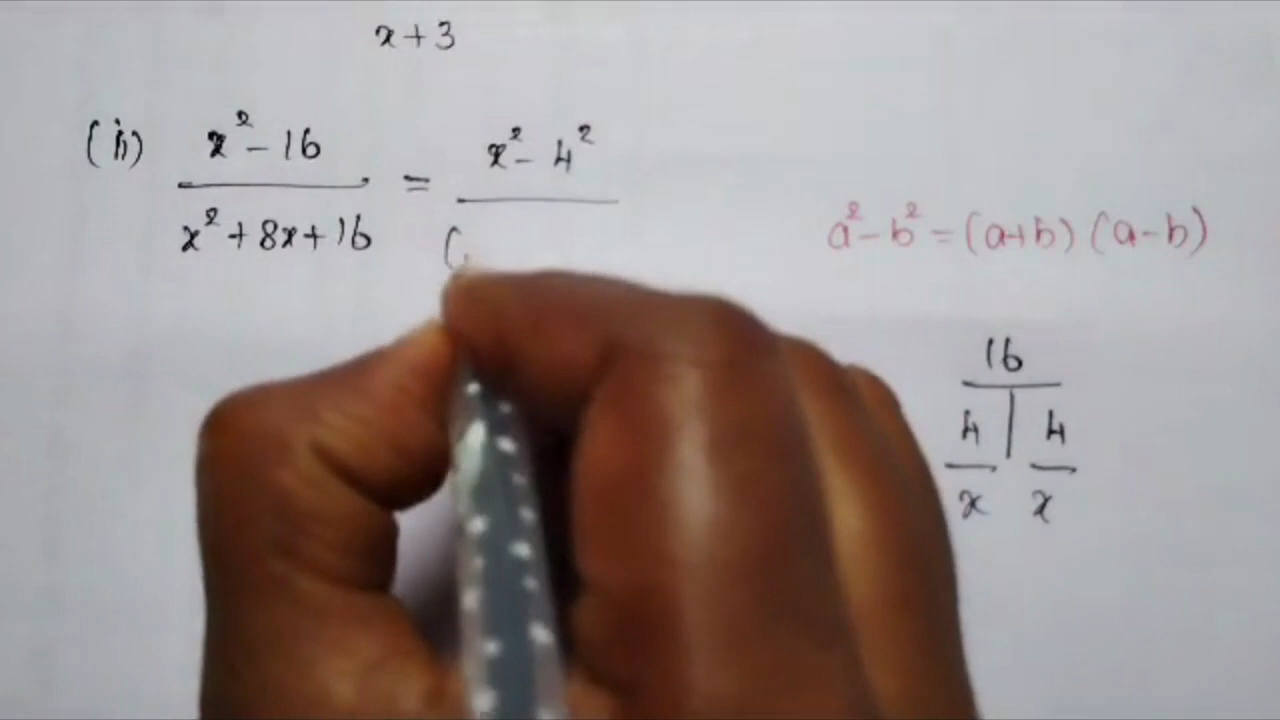 x+3
(ii) x²-16 / x²+8x+16 = x²-4² / (
a²-b²=(a+b)(a-b)
16
4 | 4
x x